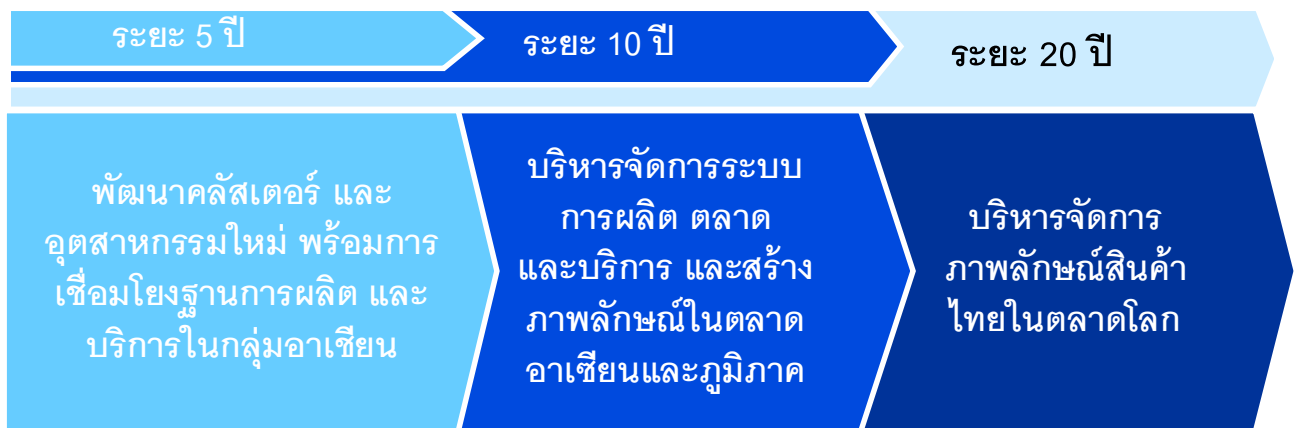 ระยะ 5 ปี
ระยะ 10 ปี
ระยะ 20 ปี
พัฒนาคลัสเตอร์ และ
อุตสาหกรรมใหม่ พร้อมการ
เชื่อมโยงฐานการผลิต และ
บริการในกลุ่มอาเซียน
บริหารจัดการระบบ
การผลิต ตลาด
และบริการ และสร้าง
ภาพลักษณ์ในตลาด
อาเซียนและภูมิภาค
บริหารจัดการ
ภาพลักษณ์สินค้า
ไทยในตลาดโลก